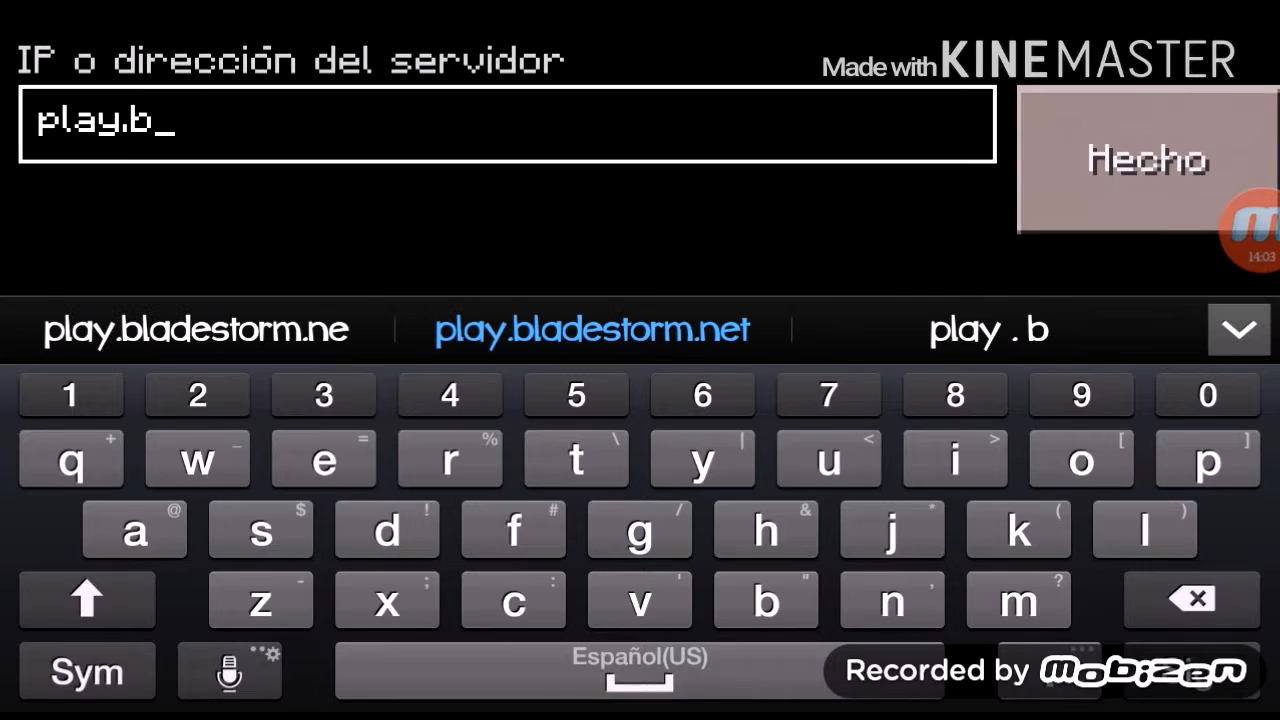 IP o dirección del servidor
Made with KINEMASTER
play.b_
Hecho
14:03
play.bladestorm.ne play.bladestorm.net play . b
1 2 3 4 5 6 7 8 9 0
+ _ = % \ | < > [ ]
q w e r t y u i o p
@ $ ! # / & * ( )
a s d f g h j k l
- ; : ' " , ?
z x c v b n m
Sym
Español(US)
Recorded by mobizen